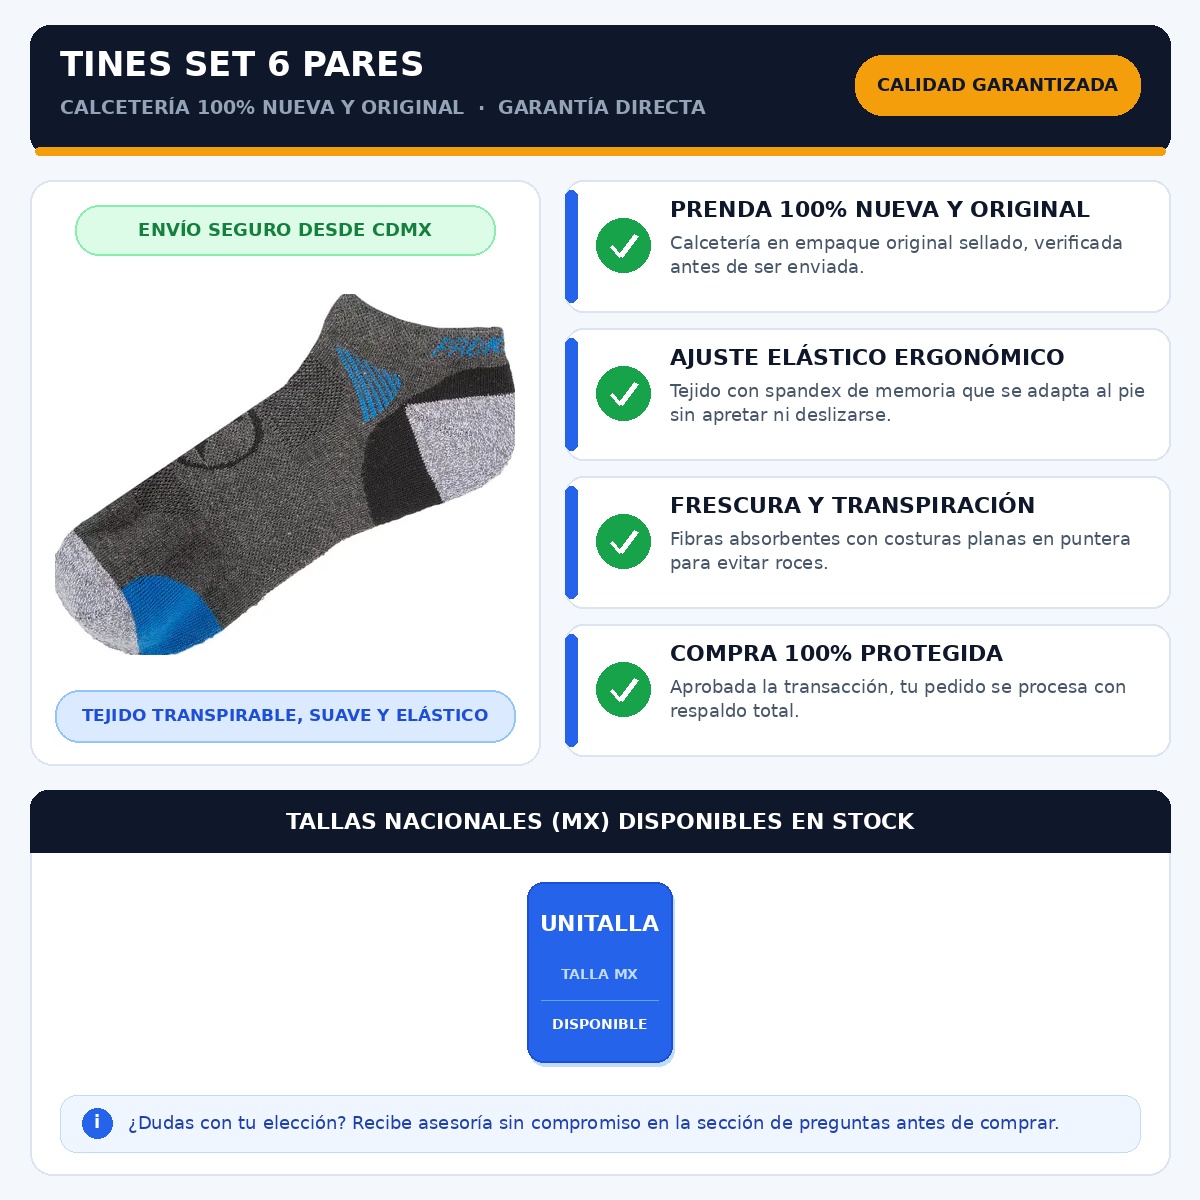 TINES SET 6 PARES
CALCETERÍA 100% NUEVA Y ORIGINAL · GARANTÍA DIRECTA
CALIDAD GARANTIZADA
ENVÍO SEGURO DESDE CDMX
TEJIDO TRANSPIRABLE, SUAVE Y ELÁSTICO
PRENDA 100% NUEVA Y ORIGINAL
Calcetería en empaque original sellado, verificada
antes de ser enviada.
AJUSTE ELÁSTICO ERGONÓMICO
Tejido con spandex de memoria que se adapta al pie
sin apretar ni deslizarse.
FRESCURA Y TRANSPIRACIÓN
Fibras absorbentes con costuras planas en puntera
para evitar roces.
COMPRA 100% PROTEGIDA
Aprobada la transacción, tu pedido se procesa con
respaldo total.
TALLAS NACIONALES (MX) DISPONIBLES EN STOCK
UNITALLA
TALLA MX
DISPONIBLE
i
¿Dudas con tu elección? Recibe asesoría sin compromiso en la sección de preguntas antes de comprar.